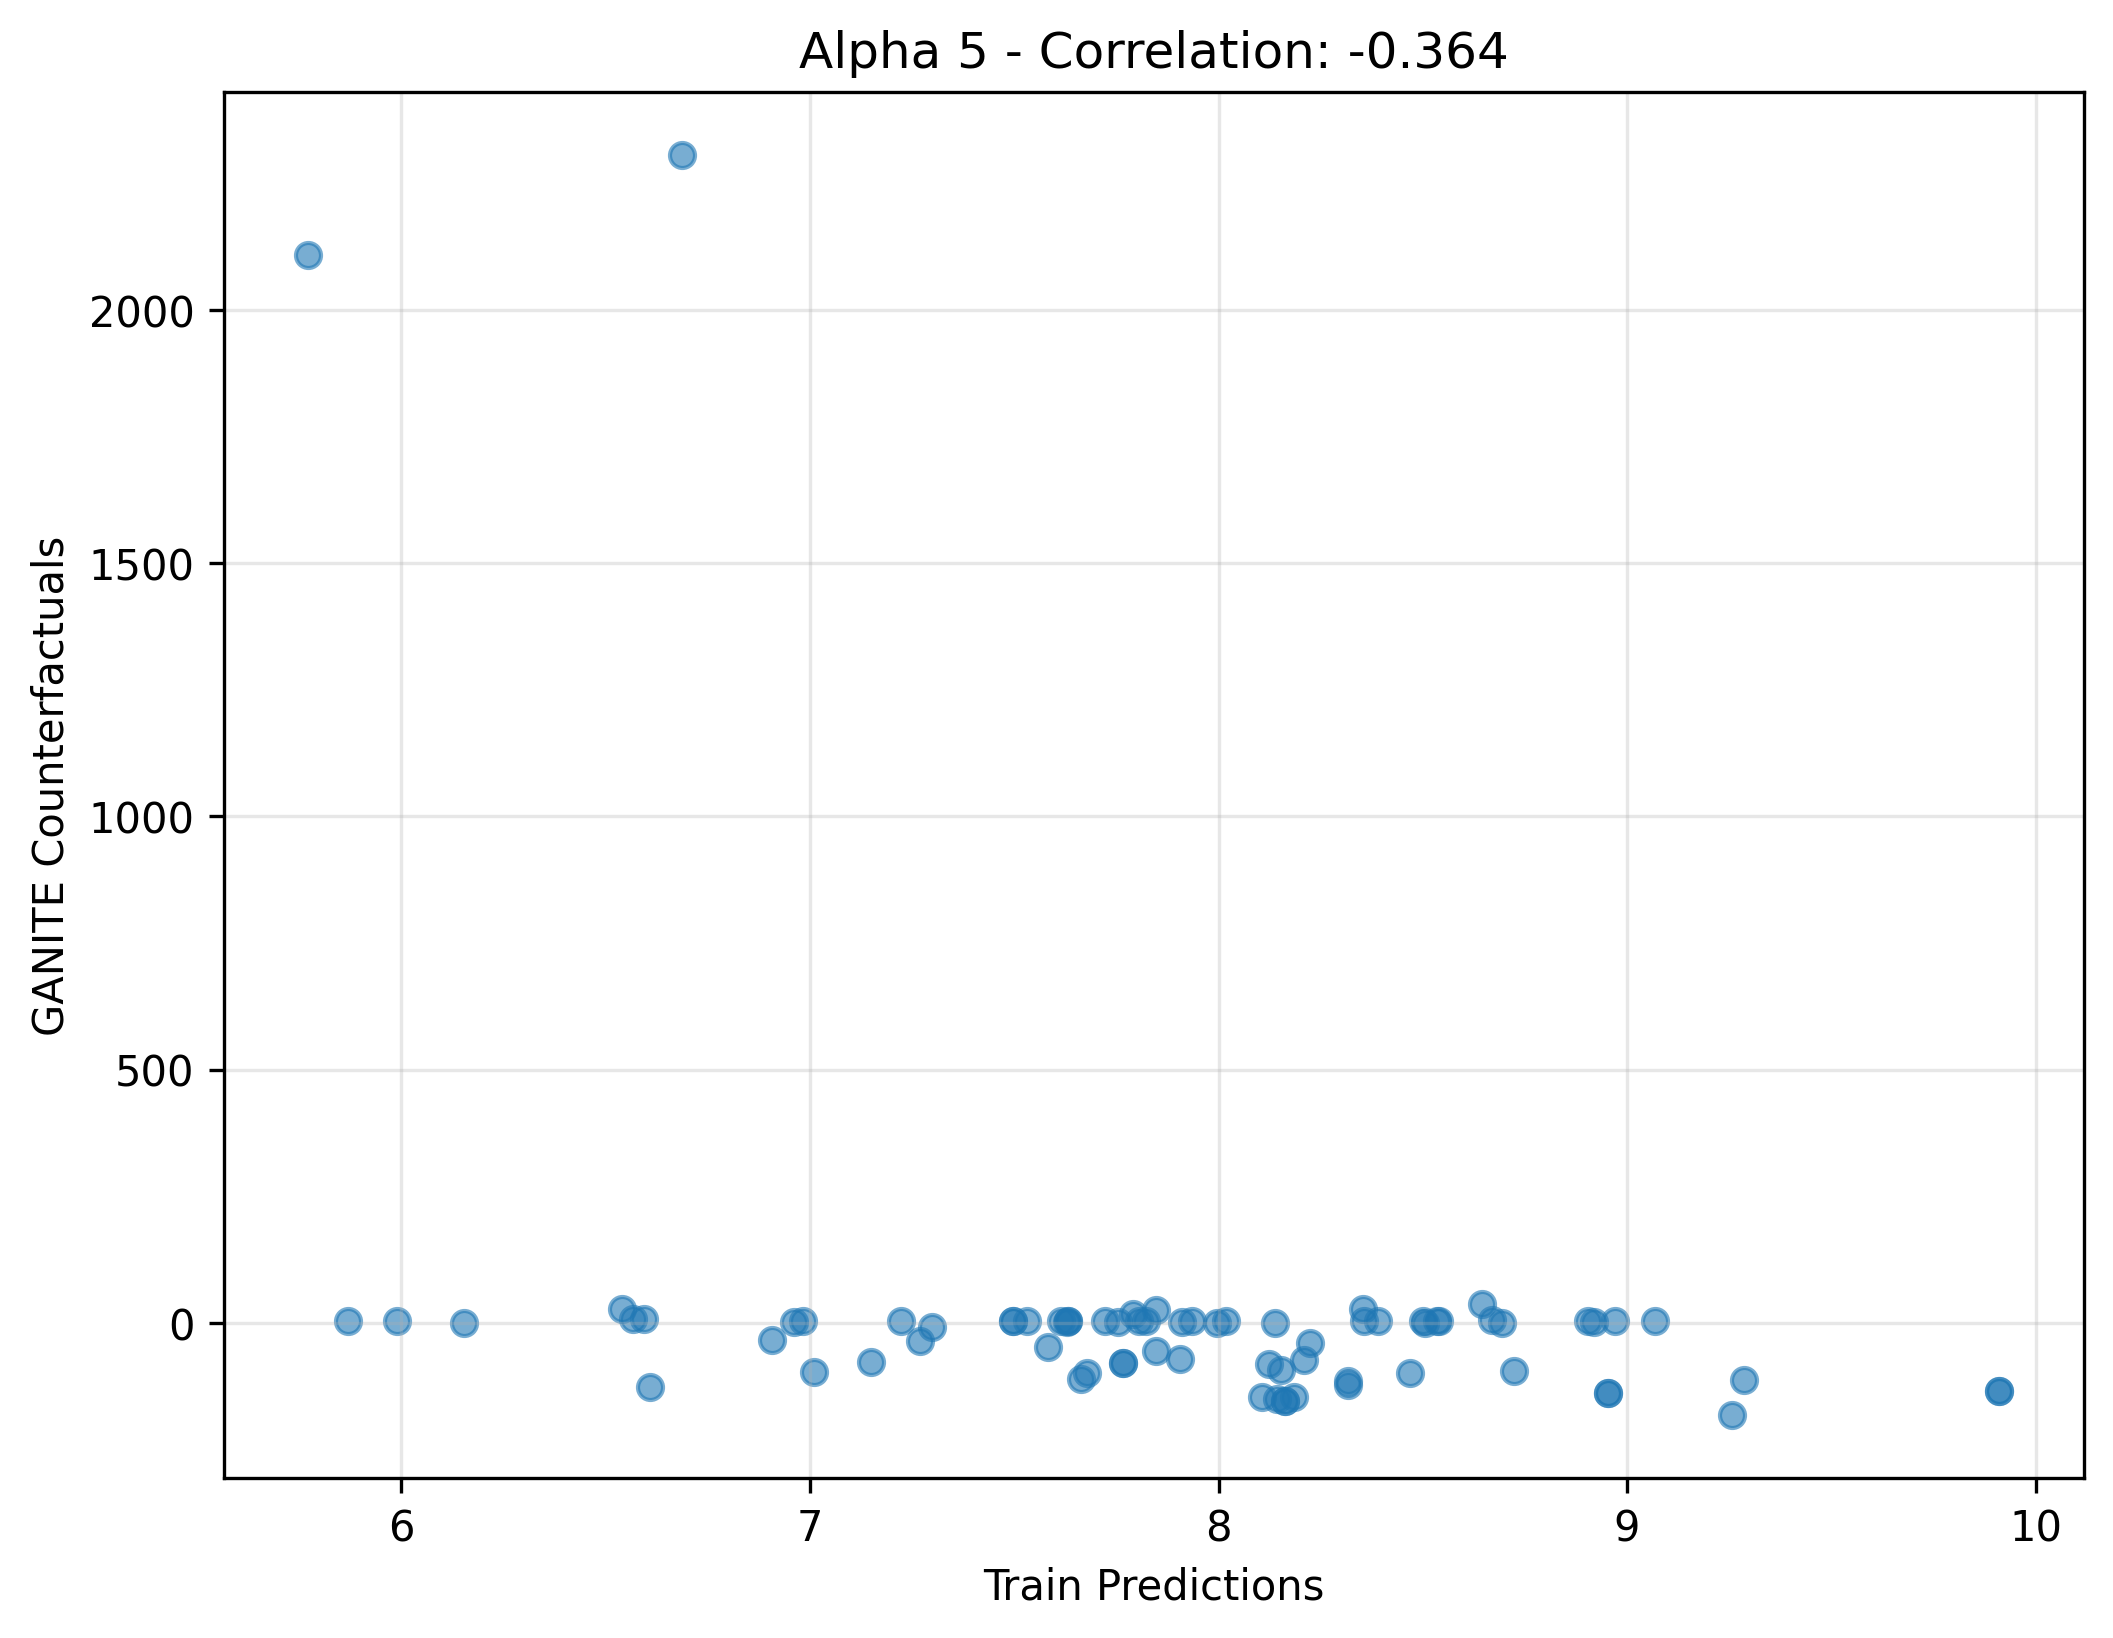 Alpha 5 - Correlation: -0.364
GANITE Counterfactuals
2000
1500
1000
500
0
6 7 8 9 10
Train Predictions